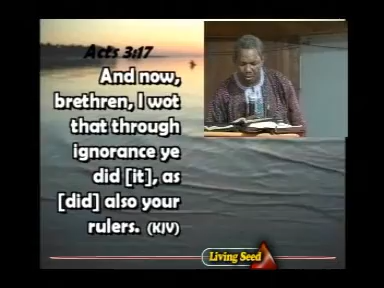 Acts 3:17
And now,
brethren, I wot
that through
ignorance ye
did [it], as
[did] also your
rulers. (KJV)
Living Seed